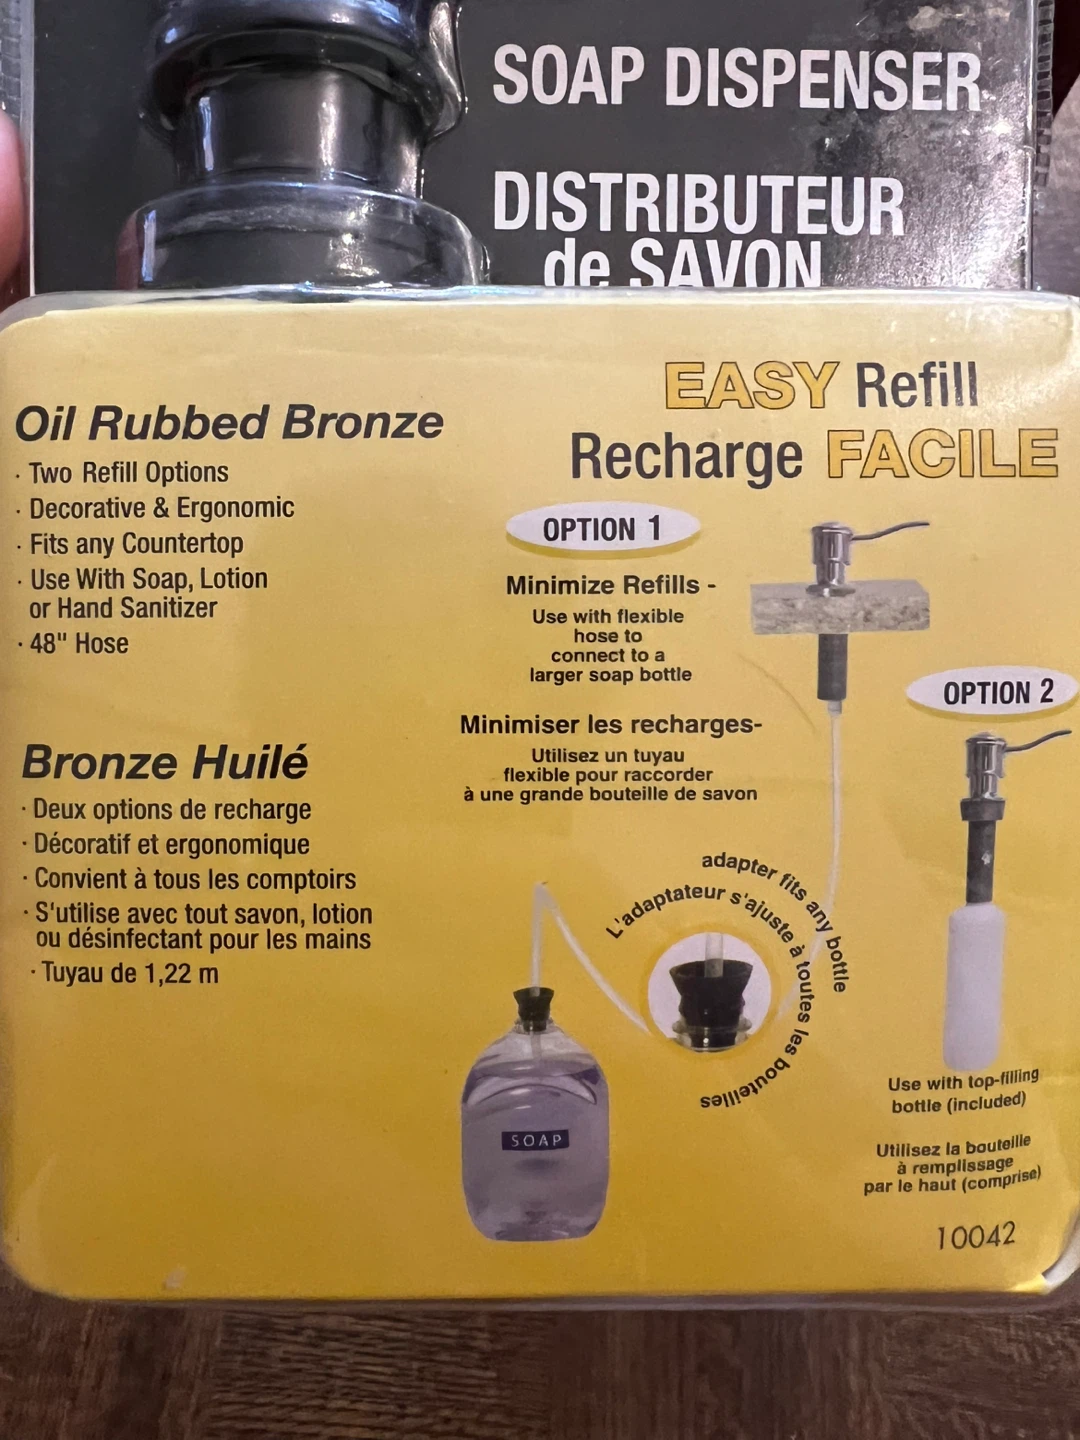 SOAP DISPENSER
DISTRIBUTEUR
de SAVON
EASY Refill
Recharge FACILE
Oil Rubbed Bronze
· Two Refill Options
· Decorative & Ergonomic
· Fits any Countertop
· Use With Soap, Lotion
or Hand Sanitizer
· 48" Hose
Bronze Huilé
· Deux options de recharge
· Décoratif et ergonomique
· Convient à tous les comptoirs
· S'utilise avec tout savon, lotion
ou désinfectant pour les mains
· Tuyau de 1,22 m
OPTION 1
Minimize Refills -
Use with flexible
hose to
connect to a
larger soap bottle
Minimiser les recharges-
Utilisez un tuyau
flexible pour raccorder
à une grande bouteille de savon
adapter fits any bottle
L'adaptateur s'ajuste à toutes les bouteilles
SOAP
OPTION 2
Use with top-filling
bottle (included)
Utilisez la bouteille
à remplissage
par le haut (comprise)
10042